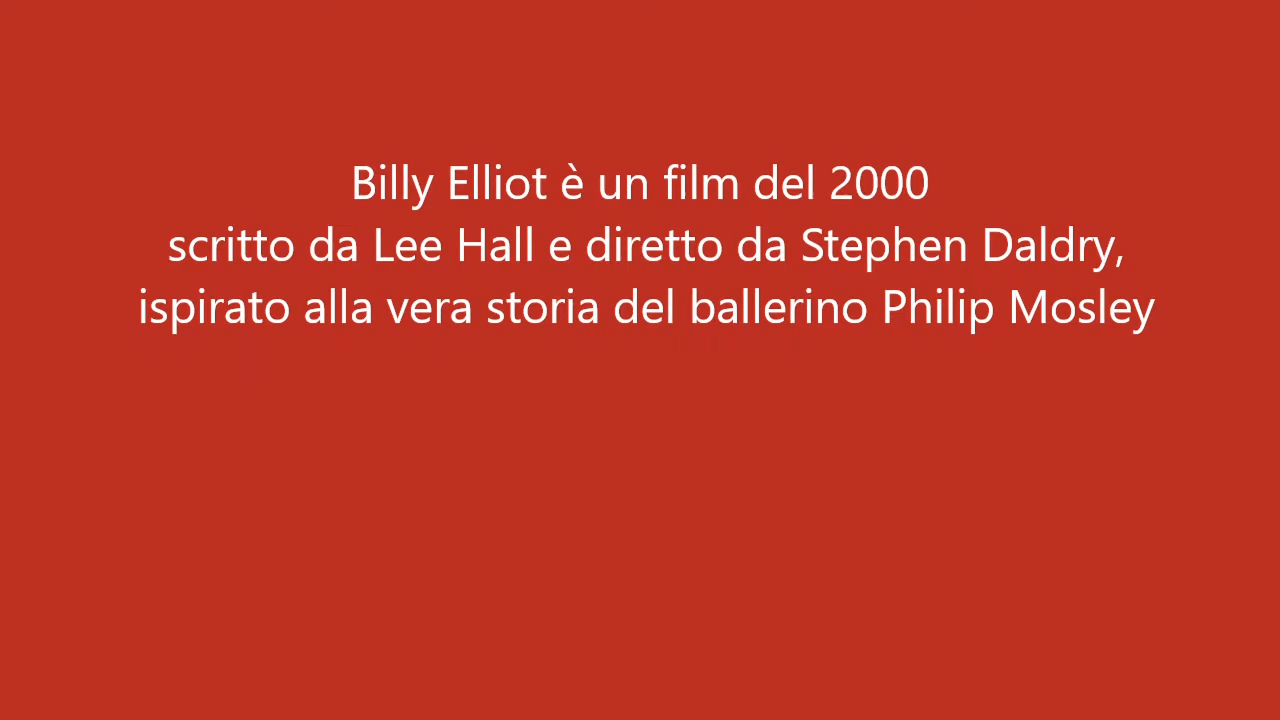 Billy Elliot è un film del 2000
scritto da Lee Hall e diretto da Stephen Daldry,
ispirato alla vera storia del ballerino Philip Mosley